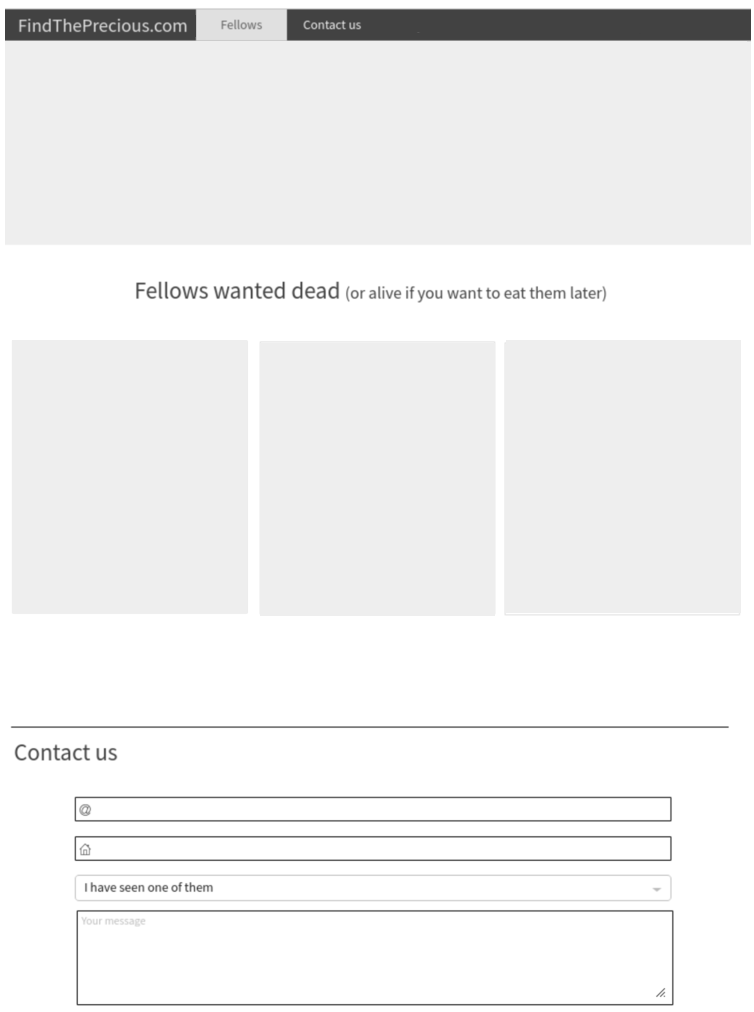 FindThePrecious.com Fellows Contact us
Fellows wanted dead (or alive if you want to eat them later)
Contact us
@
I have seen one of them
Your message